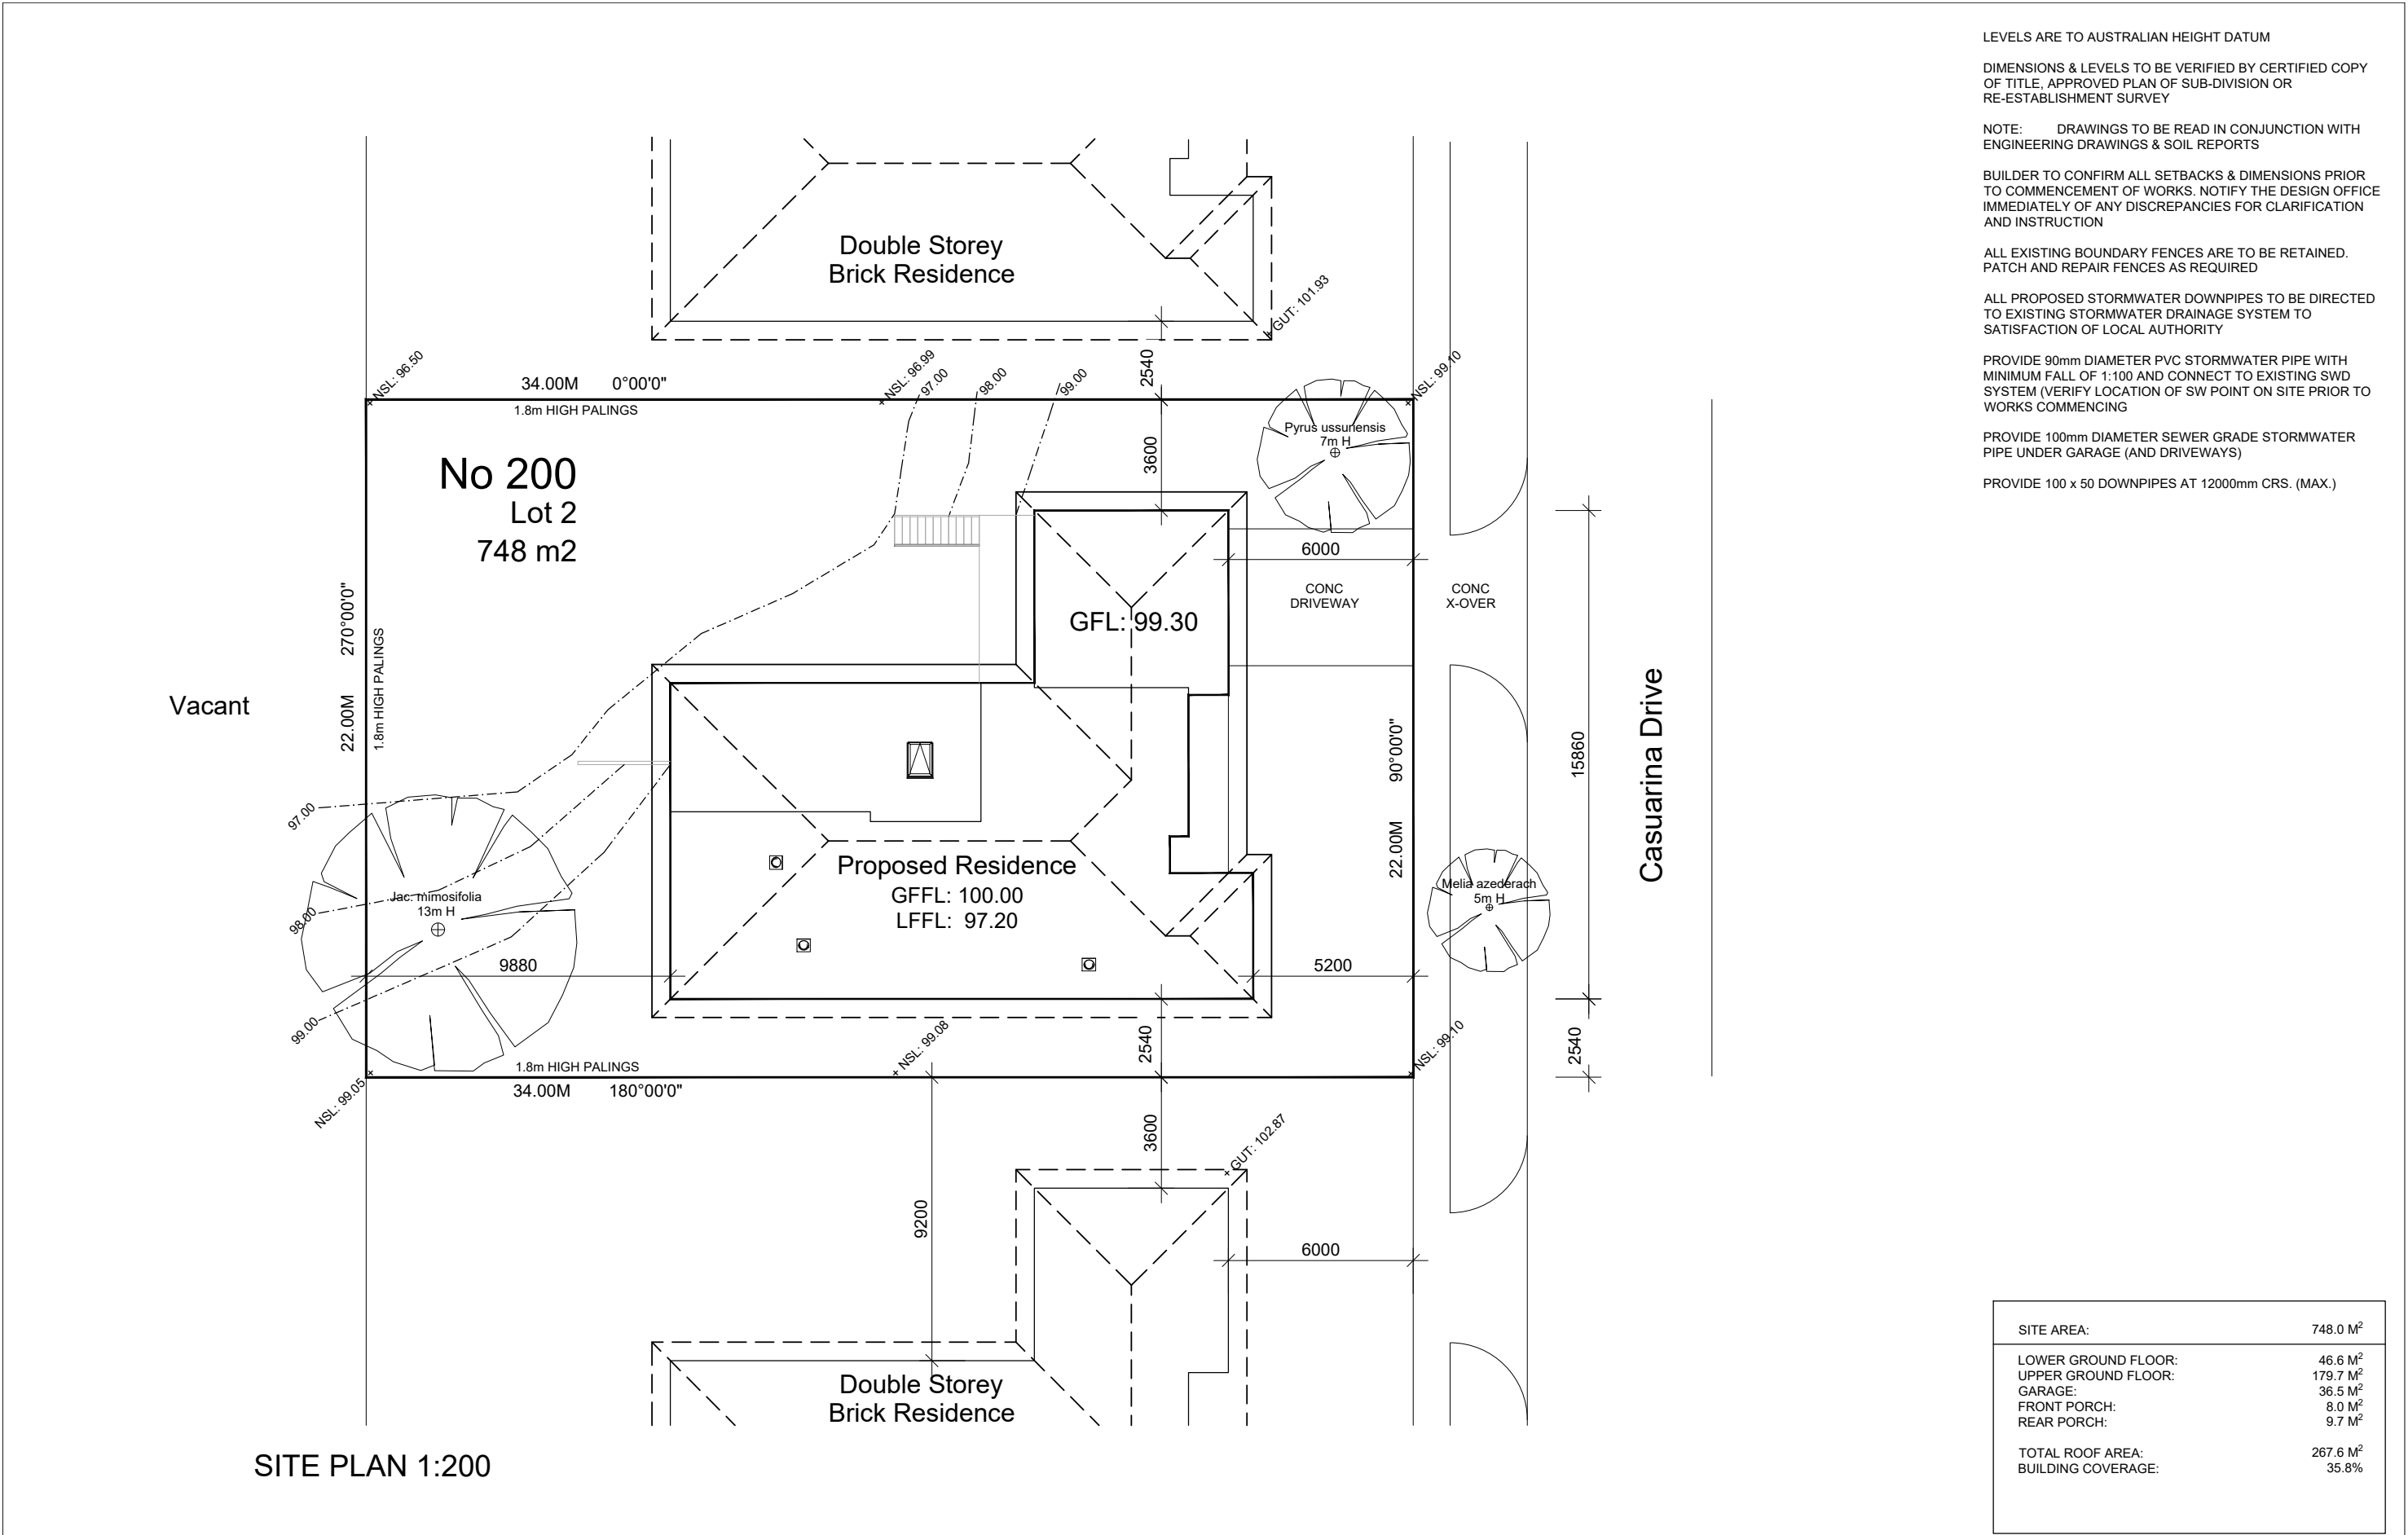 LEVELS ARE TO AUSTRALIAN HEIGHT DATUM
DIMENSIONS & LEVELS TO BE VERIFIED BY CERTIFIED COPY
OF TITLE, APPROVED PLAN OF SUB-DIVISION OR
RE-ESTABLISHMENT SURVEY
NOTE: DRAWINGS TO BE READ IN CONJUNCTION WITH
ENGINEERING DRAWINGS & SOIL REPORTS
BUILDER TO CONFIRM ALL SETBACKS & DIMENSIONS PRIOR
TO COMMENCEMENT OF WORKS. NOTIFY THE DESIGN OFFICE
IMMEDIATELY OF ANY DISCREPANCIES FOR CLARIFICATION
AND INSTRUCTION
ALL EXISTING BOUNDARY FENCES ARE TO BE RETAINED.
PATCH AND REPAIR FENCES AS REQUIRED
ALL PROPOSED STORMWATER DOWNPIPES TO BE DIRECTED
TO EXISTING STORMWATER DRAINAGE SYSTEM TO
SATISFACTION OF LOCAL AUTHORITY
PROVIDE 90mm DIAMETER PVC STORMWATER PIPE WITH
MINIMUM FALL OF 1:100 AND CONNECT TO EXISTING SWD
SYSTEM (VERIFY LOCATION OF SW POINT ON SITE PRIOR TO
WORKS COMMENCING
PROVIDE 100mm DIAMETER SEWER GRADE STORMWATER
PIPE UNDER GARAGE (AND DRIVEWAYS)
PROVIDE 100 x 50 DOWNPIPES AT 12000mm CRS. (MAX.)
Double Storey
Brick Residence
GUT: 101.93
2540
NSL: 96.50
34.00M 0°00'0"
1.8m HIGH PALINGS
NSL: 96.99
97.00
98.00
99.00
NSL: 99.10
Pyrus ussuriensis
7m H
3600
No 200
Lot 2
748 m2
6000
CONC
DRIVEWAY
CONC
X-OVER
GFL: 99.30
270°00'0"
22.00M
1.8m HIGH PALINGS
Vacant
90°00'0"
22.00M
15860
Casuarina Drive
97.00
98.00
99.00
Jac. mimosifolia
13m H
Proposed Residence
GFFL: 100.00
LFFL: 97.20
Melia azederach
5m H
9880
5200
2540
2540
NSL: 99.08
NSL: 99.10
1.8m HIGH PALINGS
34.00M 180°00'0"
NSL: 99.05
3600
GUT: 102.87
9200
6000
Double Storey
Brick Residence
SITE PLAN 1:200
SITE AREA: 748.0 M²
LOWER GROUND FLOOR: 46.6 M²
UPPER GROUND FLOOR: 179.7 M²
GARAGE: 36.5 M²
FRONT PORCH: 8.0 M²
REAR PORCH: 9.7 M²
TOTAL ROOF AREA: 267.6 M²
BUILDING COVERAGE: 35.8%